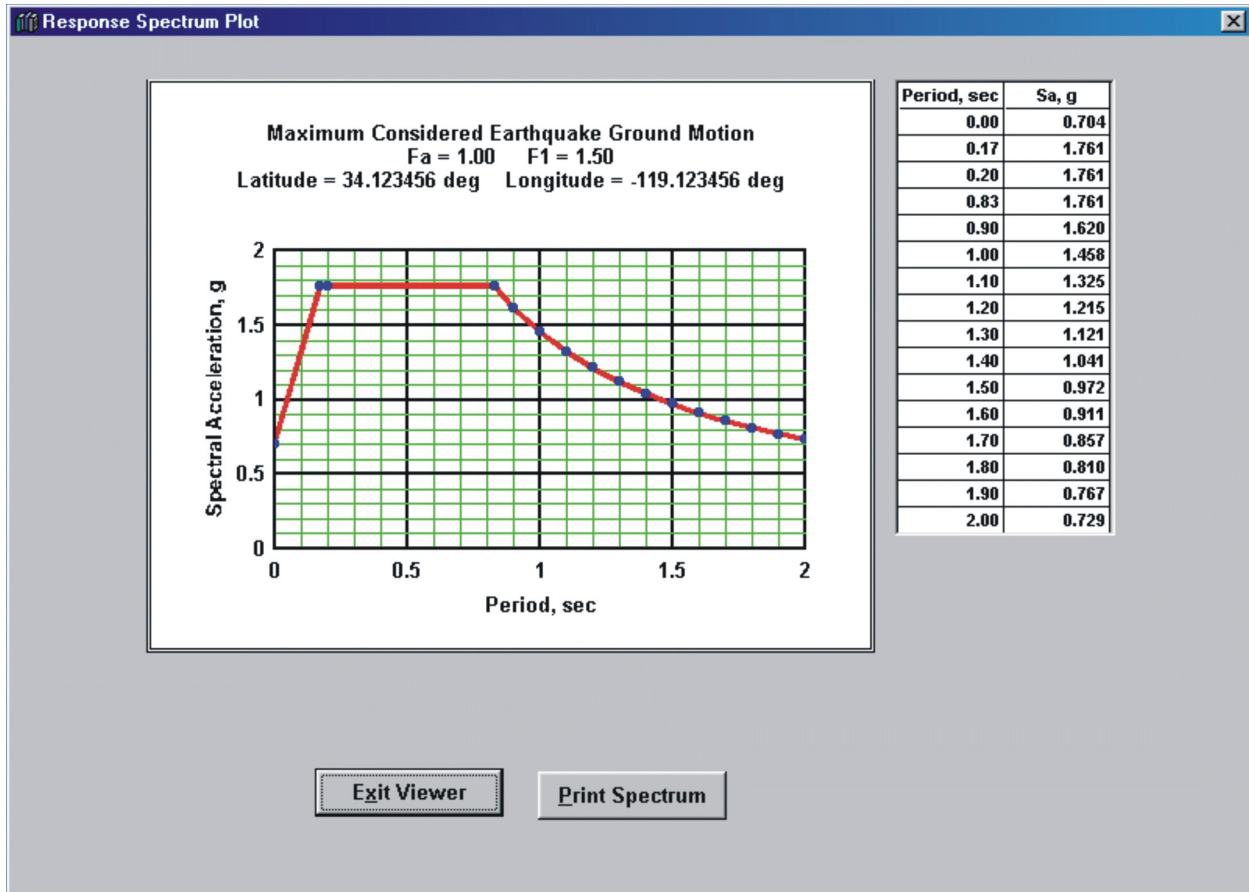 Response Spectrum Plot
Maximum Considered Earthquake Ground Motion
Fa = 1.00 F1 = 1.50
Latitude = 34.123456 deg Longitude = -119.123456 deg
Spectral Acceleration, g
2
1.5
1
0.5
0
0 0.5 1 1.5 2
Period, sec
Period, sec Sa, g
0.00 0.704
0.17 1.761
0.20 1.761
0.83 1.761
0.90 1.620
1.00 1.458
1.10 1.325
1.20 1.215
1.30 1.121
1.40 1.041
1.50 0.972
1.60 0.911
1.70 0.857
1.80 0.810
1.90 0.767
2.00 0.729
Exit Viewer Print Spectrum